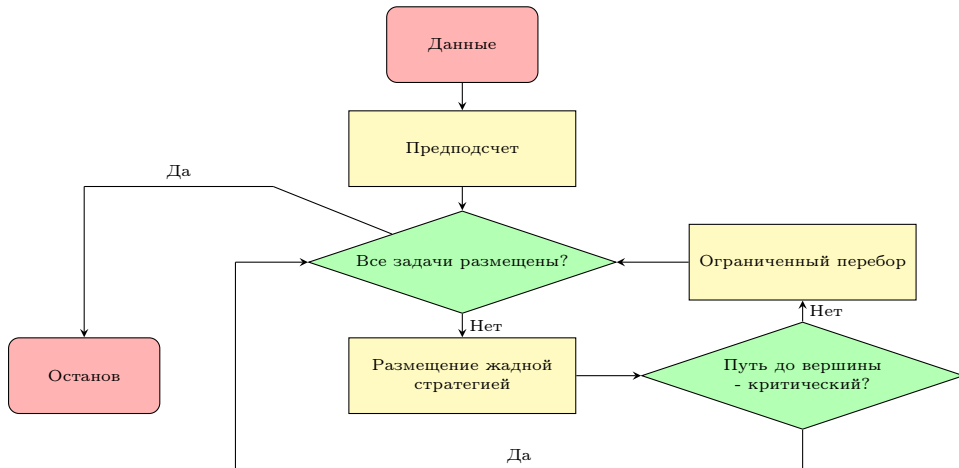 Данные
Предподсчет
Да
Все задачи размещены?
Ограниченный перебор
Нет
Нет
Останов
Размещение жадной
стратегией
Путь до вершины
- критический?
Да